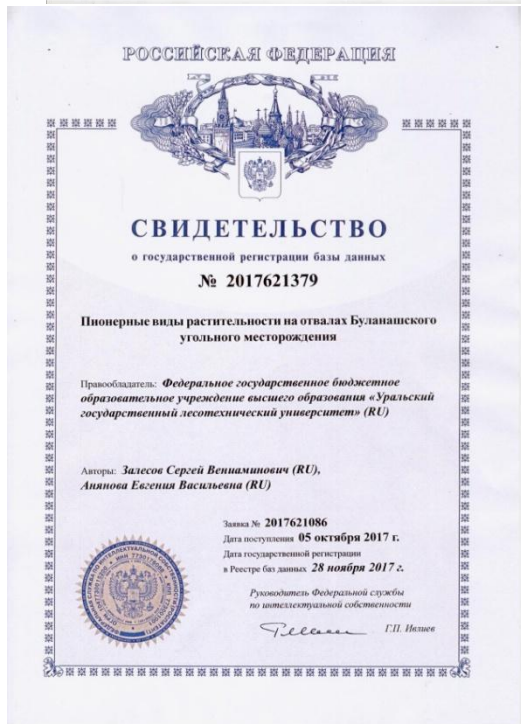 РОССИЙСКАЯ ФЕДЕРАЦИЯ
СВИДЕТЕЛЬСТВО
о государственной регистрации базы данных
№ 2017621379
Пионерные виды растительности на отвалах Буланашского
угольного месторождения
Правообладатель: Федеральное государственное бюджетное
образовательное учреждение высшего образования «Уральский
государственный лесотехнический университет» (RU)
Авторы: Залесов Сергей Вениаминович (RU),
Анянова Евгения Васильевна (RU)
Заявка № 2017621086
Дата поступления 05 октября 2017 г.
Дата государственной регистрации
в Реестре баз данных 28 ноября 2017 г.
Руководитель Федеральной службы
по интеллектуальной собственности
Г.П. Ивлиев